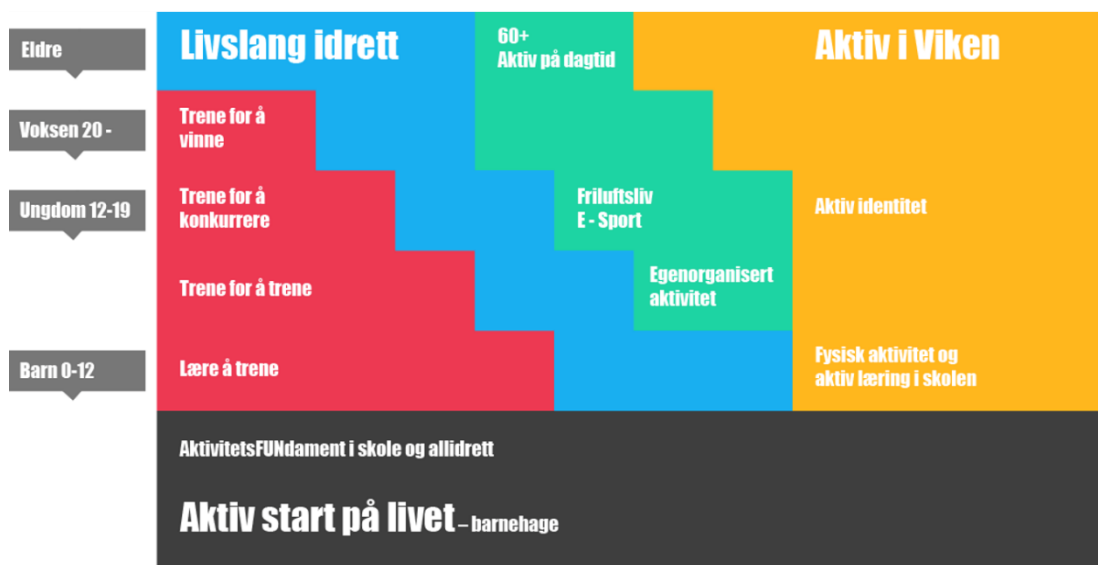 Eldre
Livslang idrett
60+
Aktiv på dagtid
Aktiv i Viken
Voksen 20 -
Trene for å
vinne
Ungdom 12-19
Trene for å
konkurrere
Friluftsliv
E - Sport
Aktiv identitet
Trene for å trene
Egenorganisert
aktivitet
Barn 0-12
Lære å trene
Fysisk aktivitet og
aktiv læring i skolen
AktivitetsFUNdament i skole og allidrett
Aktiv start på livet – barnehage